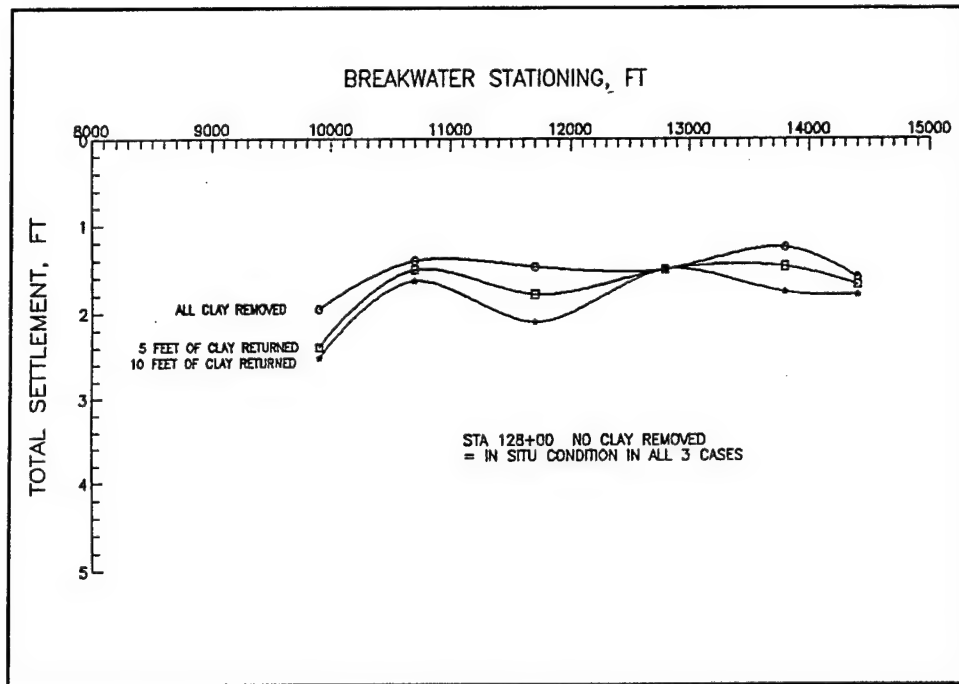 BREAKWATER STATIONING, FT
8000 9000 10000 11000 12000 13000 14000 15000
0
1
2
3
4
5
TOTAL SETTLEMENT, FT
ALL CLAY REMOVED
5 FEET OF CLAY RETURNED
10 FEET OF CLAY RETURNED
STA 128+00 NO CLAY REMOVED
= IN SITU CONDITION IN ALL 3 CASES